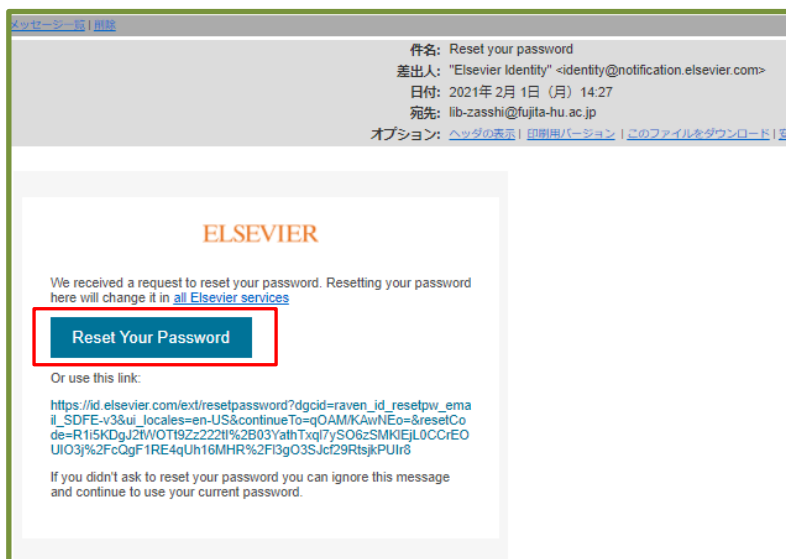 メッセージ一覧 | 削除
件名: Reset your password
差出人: "Elsevier Identity" <identity@notification.elsevier.com>
日付: 2021年 2月 1日（月）14:27
宛先: lib-zasshi@fujita-hu.ac.jp
オプション: ヘッダの表示 | 印刷用バージョン | このファイルをダウンロード |
ELSEVIER
We received a request to reset your password. Resetting your password
here will change it in all Elsevier services
Reset Your Password
Or use this link:
https://id.elsevier.com/ext/resetpassword?dgcid=raven_id_resetpw_ema
il_SDFE-v3&ui_locales=en-US&continueTo=qOAM/KAwNEo=&resetCo
de=R1i5KDgJ2tWOTt9Zz222tI%2B03YathTxqI7ySO6zSMKlEjL0CCrEO
UIO3j%2FcQgF1RE4qUh16MHR%2Fl3gO3SJcf29RtsjkPUIr8
If you didn't ask to reset your password you can ignore this message
and continue to use your current password.